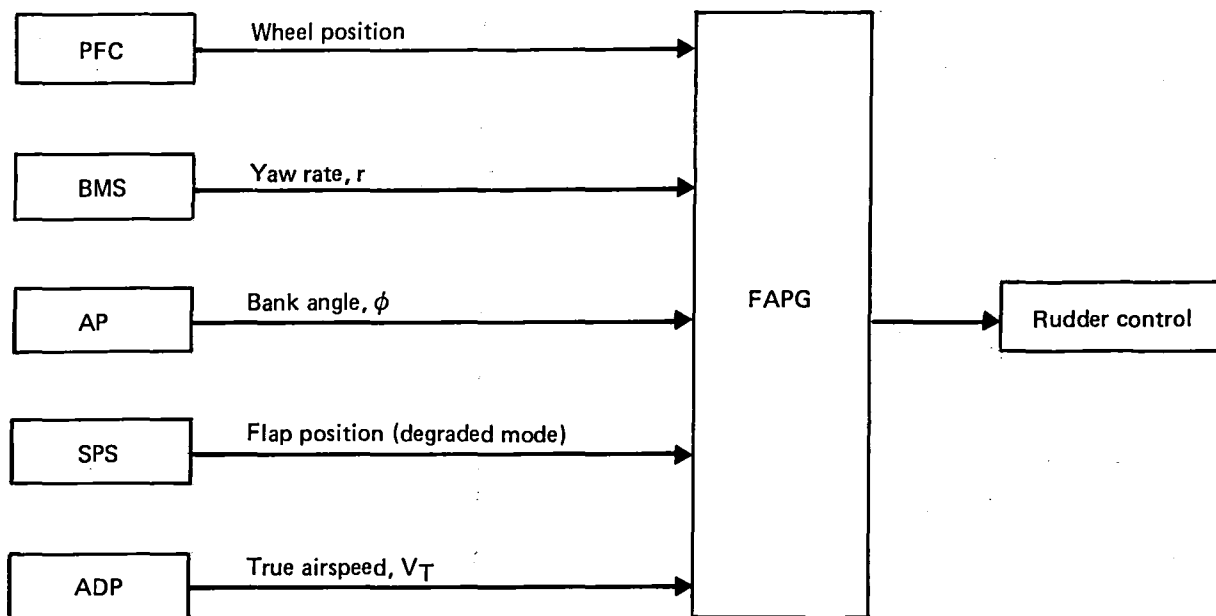 PFC
Wheel position
BMS
Yaw rate, r
AP
Bank angle, ϕ
FAPG
Rudder control
SPS
Flap position (degraded mode)
ADP
True airspeed, VT